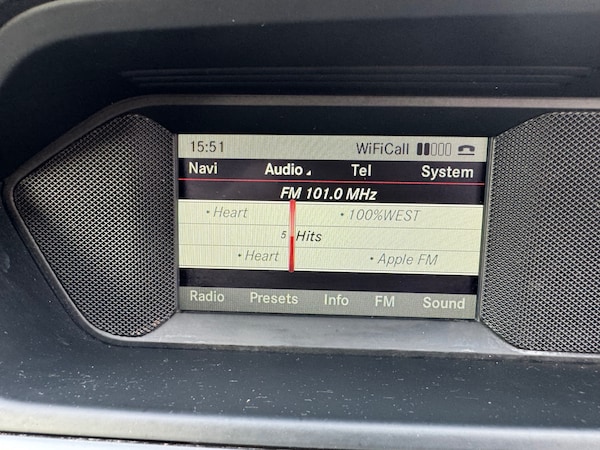 15:51 WiFiCall
Navi Audio Tel System
FM 101.0 MHz
• Heart • 100%WEST
5 Hits
• Heart • Apple FM
Radio Presets Info FM Sound